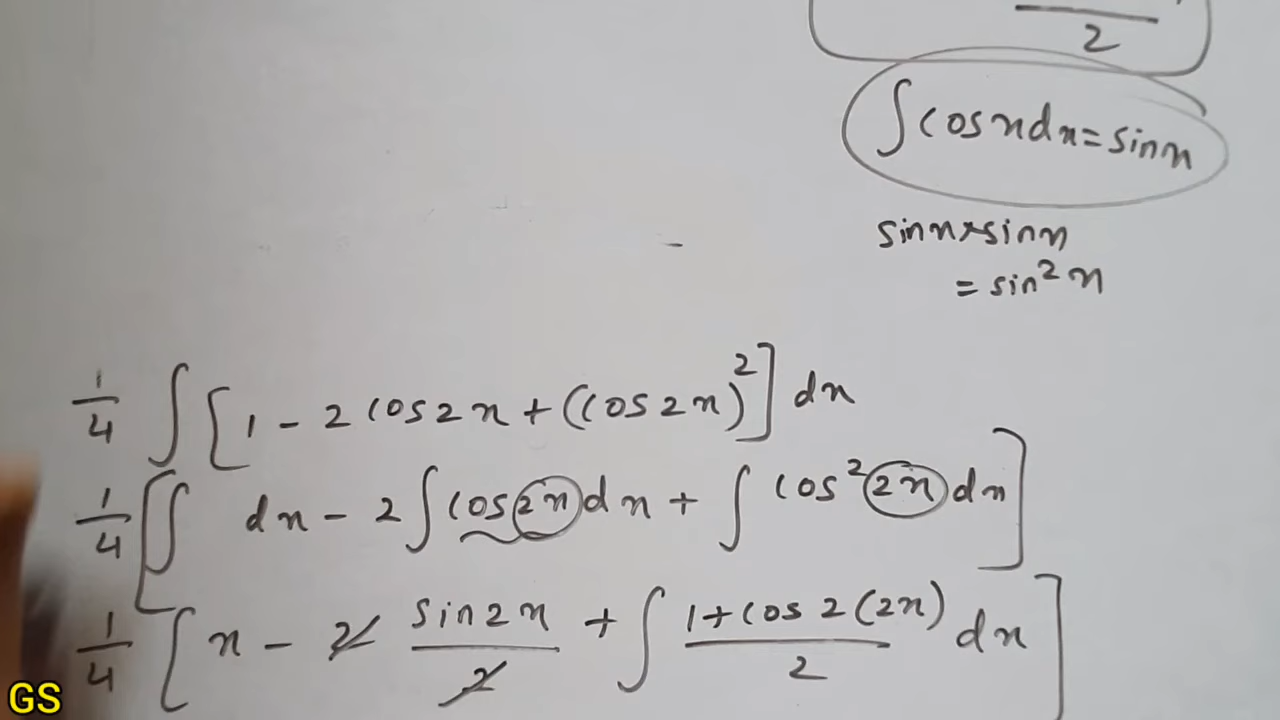 2
∫ cos x dx = sin x
sin x × sin x
= sin² x
1/4 ∫ [1 - 2 cos 2x + (cos 2x)²] dx
1/4 [∫ dx - 2 ∫ cos 2x dx + ∫ cos² 2x dx]
1/4 [x - 2 sin 2x / 2 + ∫ (1 + cos 2(2x)) / 2 dx]
GS